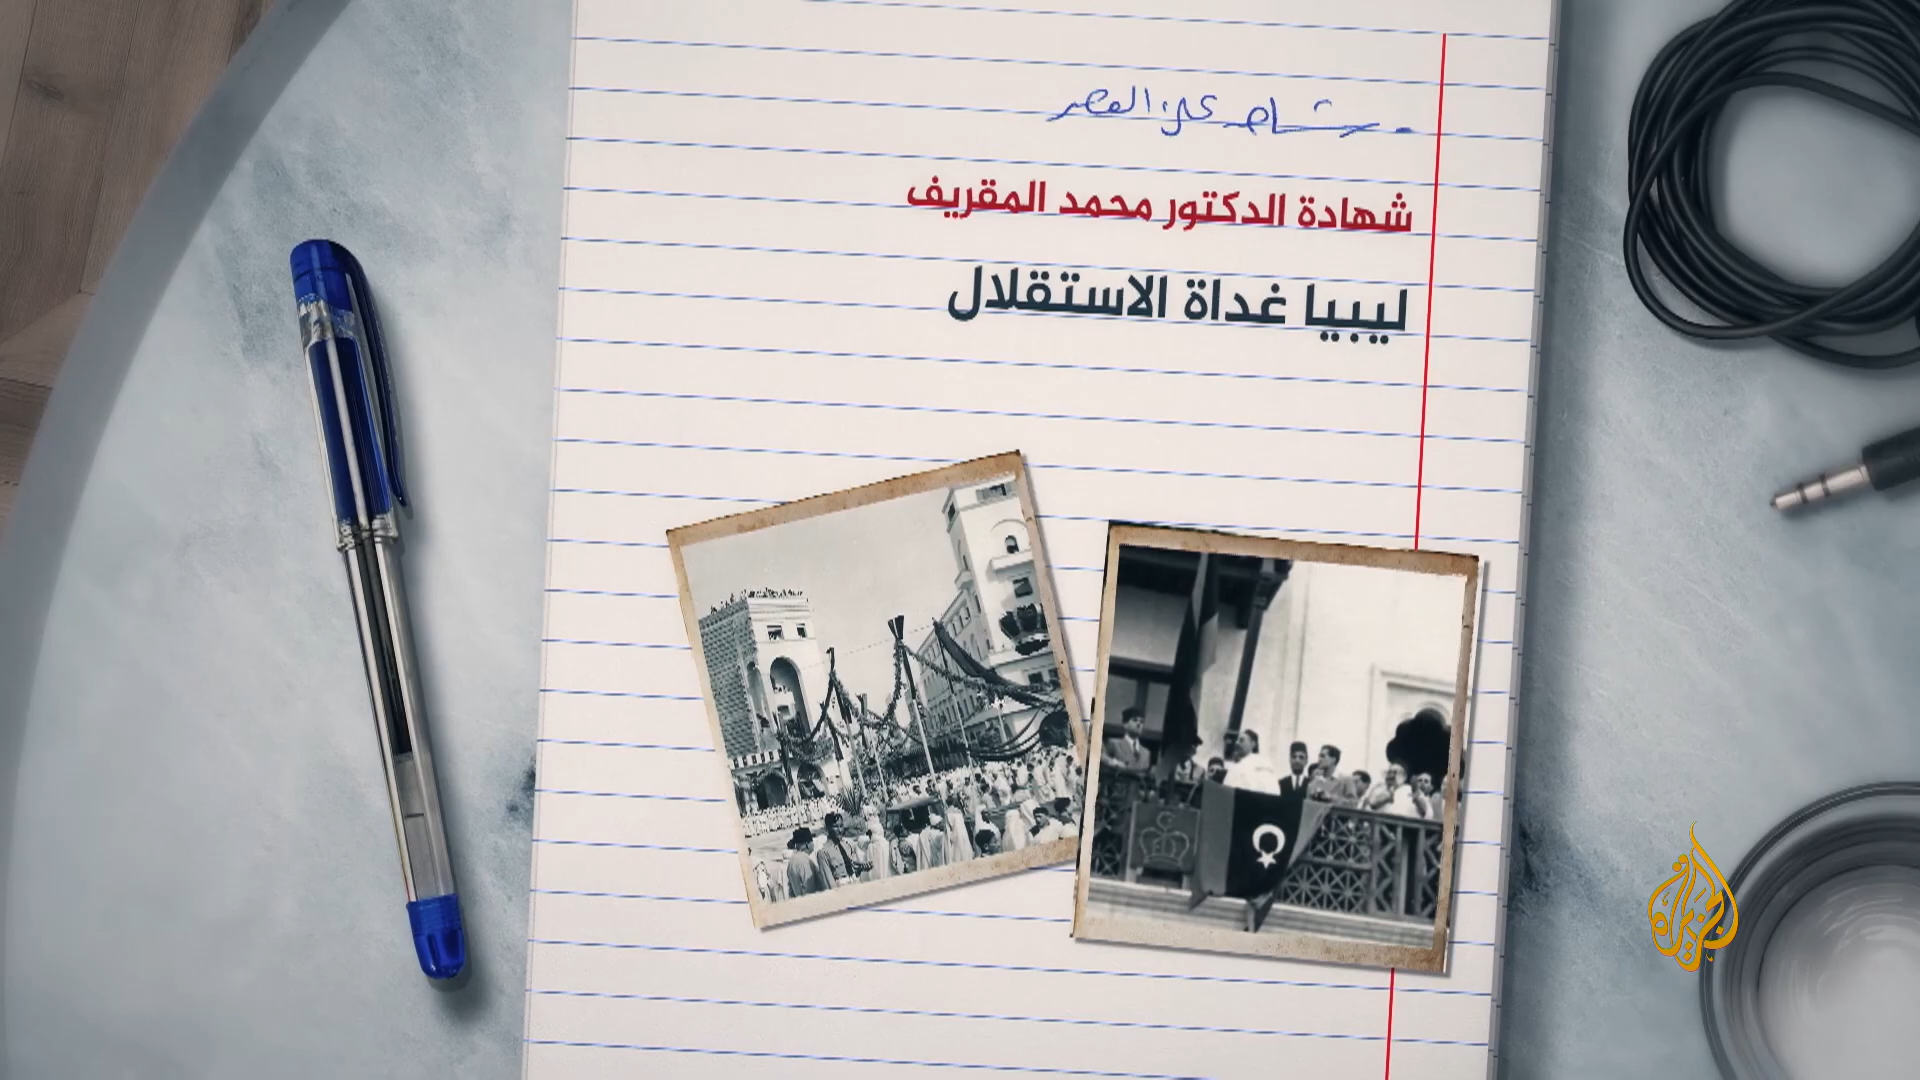 شاهد على العصر
شهادة الدكتور محمد المقريف
ليبيا غداة الاستقلال
الجزيرة